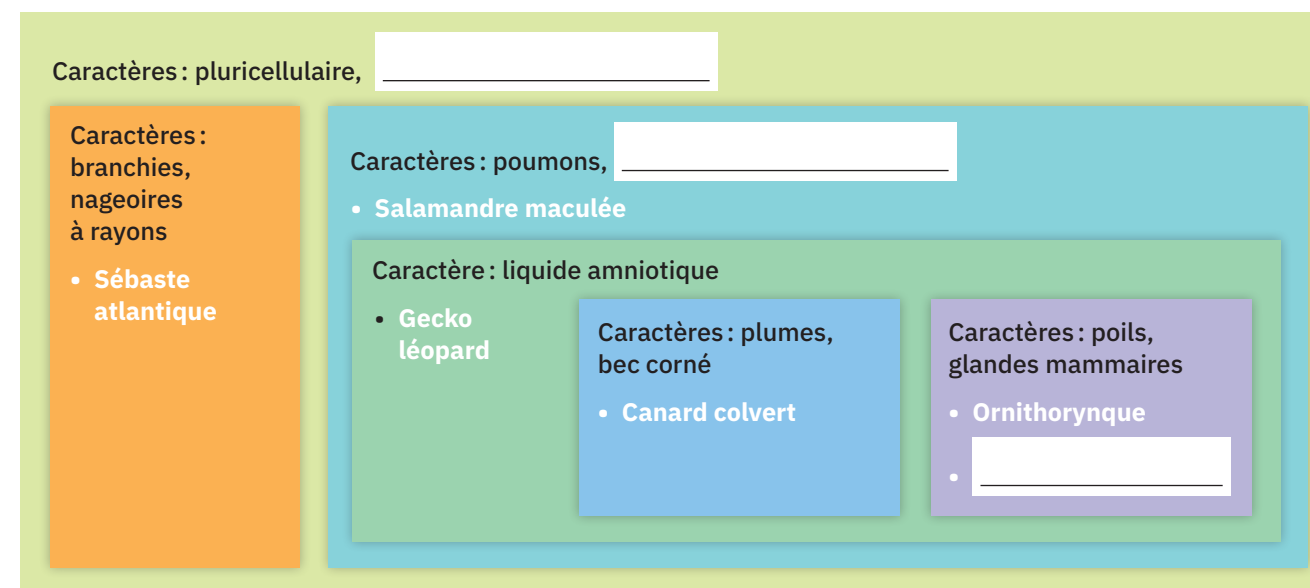 Caractères : pluricellulaire,
Caractères :
branchies,
nageoires
à rayons
• Sébaste
atlantique
Caractères : poumons,
• Salamandre maculée
Caractère : liquide amniotique
• Gecko
léopard
Caractères : plumes,
bec corné
• Canard colvert
Caractères : poils,
glandes mammaires
• Ornithorynque
•